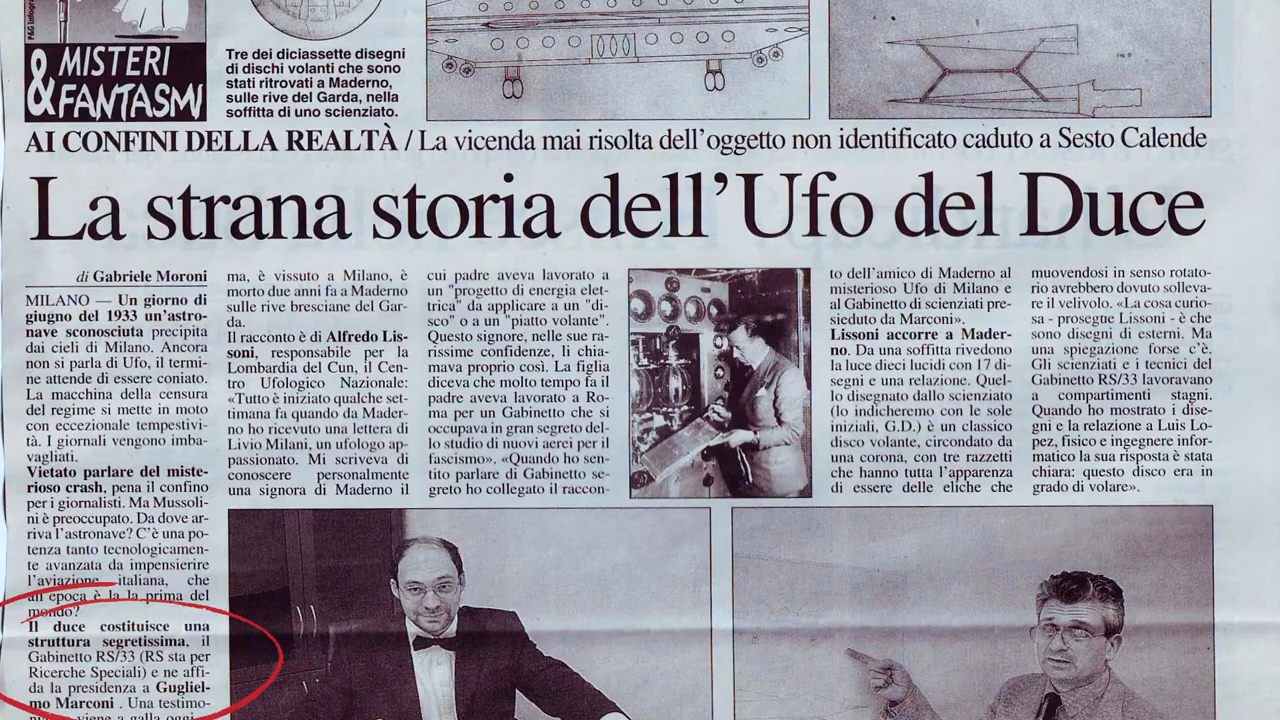 MISTERI
& FANTASMI
Tre dei diciassette disegni
di dischi volanti che sono
stati ritrovati a Maderno,
sulle rive del Garda, nella
soffitta di uno scienziato.
AI CONFINI DELLA REALTÀ / La vicenda mai risolta dell'oggetto non identificato caduto a Sesto Calende
La strana storia dell'Ufo del Duce
di Gabriele Moroni
MILANO — Un giorno di
giugno del 1933 un'astro-
nave sconosciuta precipita
dai cieli di Milano. Ancora
non si parla di Ufo, il termi-
ne attende di essere coniato.
La macchina della censura
del regime si mette in moto
con eccezionale tempestivi-
tà. I giornali vengono imba-
vagliati.
Vietato parlare del miste-
rioso crash, pena il confino
per i giornalisti. Ma Mussoli-
ni è preoccupato. Da dove ar-
riva l'astronave? C'è una po-
tenza tanto tecnologicamen-
te avanzata da impensierire
l'aviazione italiana, che
all'epoca è la la prima del
mondo?
Il duce costituisce una
struttura segretissima, il
Gabinetto RS/33 (RS sta per
Ricerche Speciali) e ne affi-
da la presidenza a Gugliel-
mo Marconi . Una testimo-
viene a galla oggi
ma, è vissuto a Milano, è
morto due anni fa a Maderno
sulle rive bresciane del Gar-
da.
Il racconto è di Alfredo Lis-
soni, responsabile per la
Lombardia del Cun, il Cen-
tro Ufologico Nazionale:
«Tutto è iniziato qualche set-
timana fa quando da Mader-
no ho ricevuto una lettera di
Livio Milani, un ufologo ap-
passionato. Mi scriveva di
conoscere personalmente
una signora di Maderno il
cui padre aveva lavorato a
un "progetto di energia elet-
trica" da applicare a un "di-
sco" o a un "piatto volante".
Questo signore, nelle sue ra-
rissime confidenze, li chia-
mava proprio così. La figlia
diceva che molto tempo fa il
padre aveva lavorato a Ro-
ma per un Gabinetto che si
occupava in gran segreto del-
lo studio di nuovi aerei per il
fascismo». «Quando ho sen-
tito parlare di Gabinetto se-
greto ho collegato il raccon-
to dell'amico di Maderno al
misterioso Ufo di Milano e
al Gabinetto di scienziati pre-
sieduto da Marconi».
Lissoni accorre a Mader-
no. Da una soffitta rivedono
la luce dieci lucidi con 17 di-
segni e una relazione. Quel-
lo disegnato dallo scienziato
(lo indicheremo con le sole
iniziali, G.D.) è un classico
disco volante, circondato da
una corona, con tre razzetti
che hanno tutta l'apparenza
di essere delle eliche che
muovendosi in senso rotato-
rio avrebbero dovuto solleva-
re il velivolo. «La cosa curio-
sa - prosegue Lissoni - è che
sono disegni di esterni. Ma
una spiegazione forse c'è.
Gli scienziati e i tecnici del
Gabinetto RS/33 lavoravano
a compartimenti stagni.
Quando ho mostrato i dise-
gni e la relazione a Luis Lo-
pez, fisico e ingegnere infor-
matico la sua risposta è stata
chiara: questo disco era in
grado di volare».